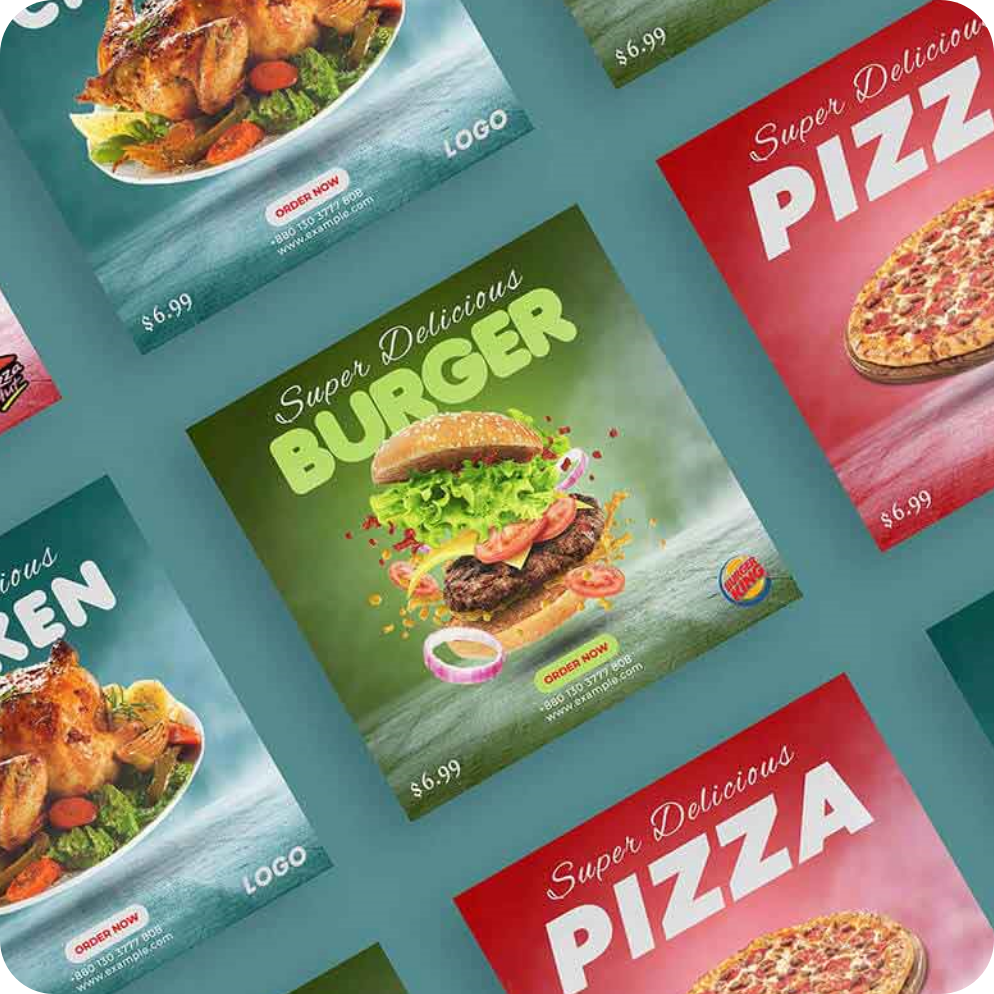 ORDER NOW
+880 130 3777 808
www.example.com
$6.99
LOGO
$6.99
Super Delicious
PIZZ
$6.99
Super Delicious
BURGER
BURGER
KING
ORDER NOW
+880 130 3777 808
www.example.com
$6.99
KEN
LOGO
ORDER NOW
+880 130 3777 808
www.example.com
Super Delicious
PIZZA